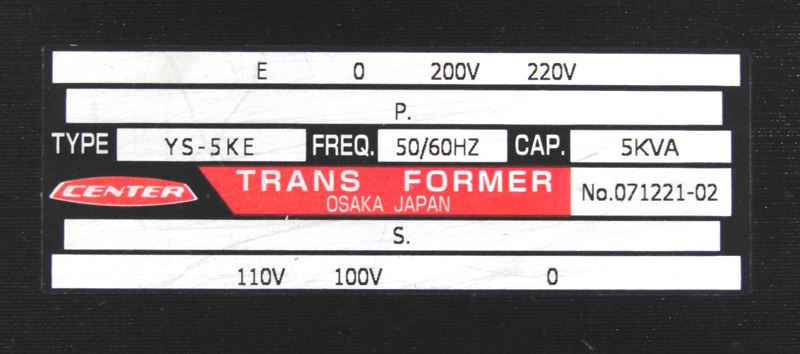 E 0 200V 220V
P.
TYPE YS-5KE FREQ. 50/60HZ CAP. 5KVA
CENTER TRANS FORMER No.071221-02
OSAKA JAPAN
S.
110V 100V 0